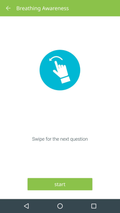 Breathing Awareness
Swipe for the next question
START